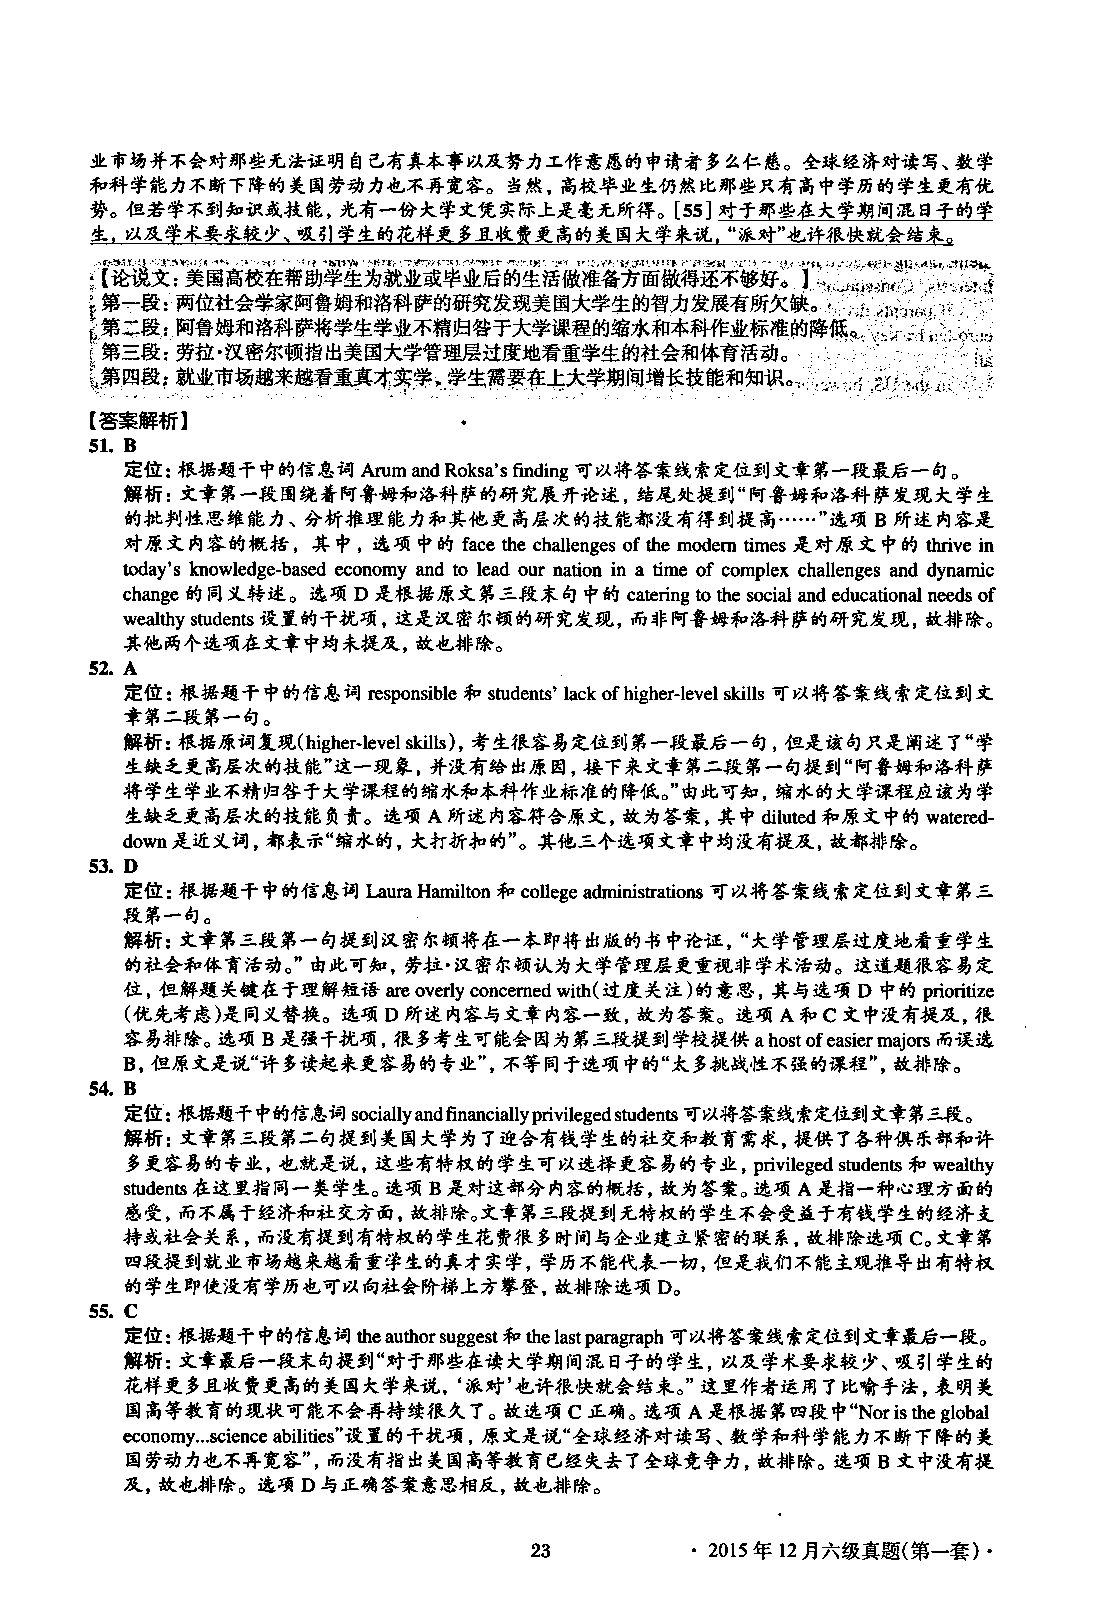 业市场并不会对那些无法证明自己有真本事以及努力工作意愿的申请者多么仁慈。全球经济对读写、数学
和科学能力不断下降的美国劳动力也不再宽容。当然，高校毕业生仍然比那些只有高中学历的学生更有优
势。但若学不到知识或技能，光有一份大学文凭实际上是毫无所得。[55]对于那些在大学期间混日子的学
生，以及学术要求较少、吸引学生的花样更多且收费更高的美国大学来说，“派对”也许很快就会结束。
【论说文：美国高校在帮助学生为就业或毕业后的生活做准备方面做得还不够好。】
第一段：两位社会学家阿鲁姆和洛科萨的研究发现美国大学生的智力发展有所欠缺。
第二段：阿鲁姆和洛科萨将学生学业不精归咎于大学课程的缩水和本科作业标准的降低。
第三段：劳拉·汉密尔顿指出美国大学管理层过度地看重学生的社会和体育活动。
第四段：就业市场越来越看重真才实学，学生需要在上大学期间增长技能和知识。
【答案解析】
51. B
定位：根据题干中的信息词 Arum and Roksa's finding 可以将答案线索定位到文章第一段最后一句。
解析：文章第一段围绕着阿鲁姆和洛科萨的研究展开论述，结尾处提到“阿鲁姆和洛科萨发现大学生
的批判性思维能力、分析推理能力和其他更高层次的技能都没有得到提高……”选项 B 所述内容是
对原文内容的概括，其中，选项中的 face the challenges of the modern times 是对原文中的 thrive in
today's knowledge-based economy and to lead our nation in a time of complex challenges and dynamic
change 的同义转述。选项 D 是根据原文第三段末句中的 catering to the social and educational needs of
wealthy students 设置的干扰项，这是汉密尔顿的研究发现，而非阿鲁姆和洛科萨的研究发现，故排除。
其他两个选项在文章中均未提及，故也排除。
52. A
定位：根据题干中的信息词 responsible 和 students' lack of higher-level skills 可以将答案线索定位到文
章第二段第一句。
解析：根据原词复现(higher-level skills)，考生很容易定位到第一段最后一句，但是该句只是阐述了“学
生缺乏更高层次的技能”这一现象，并没有给出原因，接下来文章第二段第一句提到“阿鲁姆和洛科萨
将学生学业不精归咎于大学课程的缩水和本科作业标准的降低。”由此可知，缩水的大学课程应该为学
生缺乏更高层次的技能负责。选项 A 所述内容符合原文，故为答案，其中 diluted 和原文中的 watered-
down 是近义词，都表示“缩水的，大打折扣的”。其他三个选项文章中均没有提及，故都排除。
53. D
定位：根据题干中的信息词 Laura Hamilton 和 college administrations 可以将答案线索定位到文章第三
段第一句。
解析：文章第三段第一句提到汉密尔顿将在一本即将出版的书中论证，“大学管理层过度地看重学生
的社会和体育活动。”由此可知，劳拉·汉密尔顿认为大学管理层更重视非学术活动。这道题很容易定
位，但解题关键在于理解短语 are overly concerned with(过度关注)的意思，其与选项 D 中的 prioritize
(优先考虑)是同义替换。选项 D 所述内容与文章内容一致，故为答案。选项 A 和 C 文中没有提及，很
容易排除。选项 B 是强干扰项，很多考生可能会因为第三段提到学校提供 a host of easier majors 而误选
B，但原文是说“许多读起来更容易的专业”，不等同于选项中的“太多挑战性不强的课程”，故排除。
54. B
定位：根据题干中的信息词 socially and financially privileged students 可以将答案线索定位到文章第三段。
解析：文章第三段第二句提到美国大学为了迎合有钱学生的社交和教育需求，提供了各种俱乐部和许
多更容易的专业，也就是说，这些有特权的学生可以选择更容易的专业，privileged students 和 wealthy
students 在这里指同一类学生。选项 B 是对这部分内容的概括，故为答案。选项 A 是指一种心理方面的
感受，而不属于经济和社交方面，故排除。文章第三段提到无特权的学生不会受益于有钱学生的经济支
持或社会关系，而没有提到有特权的学生花费很多时间与企业建立紧密的联系，故排除选项 C。文章第
四段提到就业市场越来越看重学生的真才实学，学历不能代表一切，但是我们不能主观推导出有特权
的学生即使没有学历也可以向社会阶梯上方攀登，故排除选项 D。
55. C
定位：根据题干中的信息词 the author suggest 和 the last paragraph 可以将答案线索定位到文章最后一段。
解析：文章最后一段末句提到“对于那些在读大学期间混日子的学生，以及学术要求较少、吸引学生的
花样更多且收费更高的美国大学来说，‘派对’也许很快就会结束。”这里作者运用了比喻手法，表明美
国高等教育的现状可能不会再持续很久了。故选项 C 正确。选项 A 是根据第四段中“Nor is the global
economy...science abilities”设置的干扰项，原文是说“全球经济对读写、数学和科学能力不断下降的美
国劳动力也不再宽容”，而没有指出美国高等教育已经失去了全球竞争力，故排除。选项 B 文中没有提
及，故也排除。选项 D 与正确答案意思相反，故也排除。
23
·2015 年 12 月六级真题(第一套)·